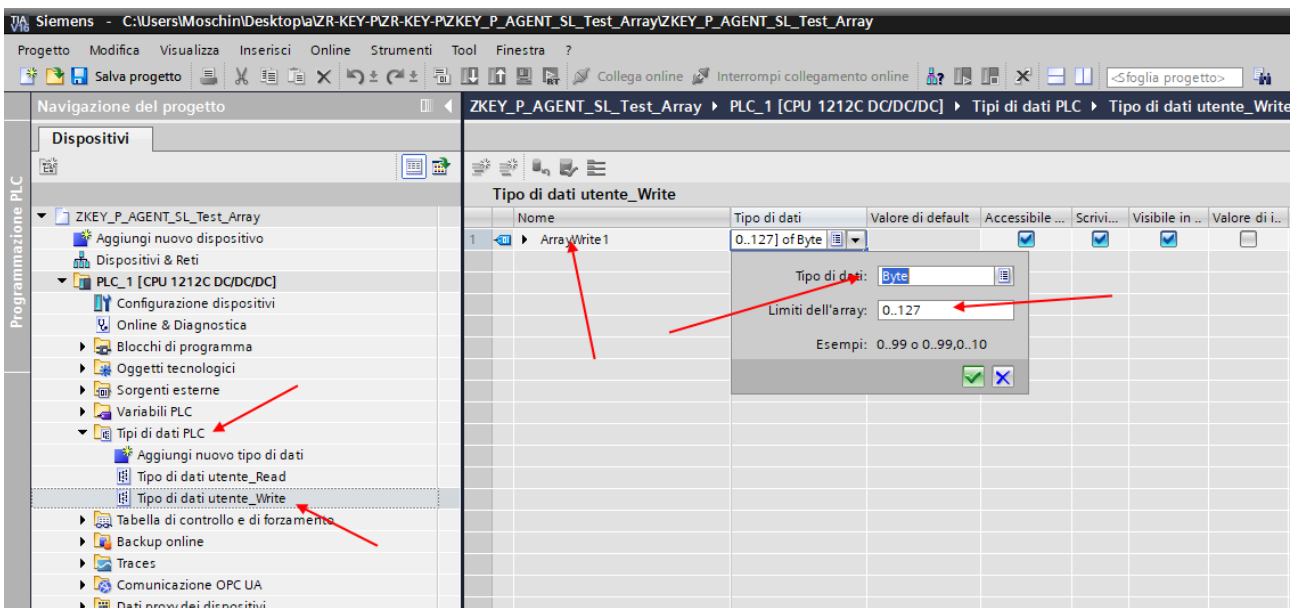 Siemens - C:\Users\Moschin\Desktop\a\ZR-KEY-P\ZR-KEY-P\ZKEY_P_AGENT_SL_Test_Array\ZKEY_P_AGENT_SL_Test_Array
Progetto Modifica Visualizza Inserisci Online Strumenti Tool Finestra ?
Salva progetto Collega online Interrompi collegamento online <Sfoglia progetto>
Navigazione del progetto
ZKEY_P_AGENT_SL_Test_Array ▸ PLC_1 [CPU 1212C DC/DC/DC] ▸ Tipi di dati PLC ▸ Tipo di dati utente_Write
Dispositivi
Programmazione PLC
Tipo di dati utente_Write
Nome Tipo di dati Valore di default Accessibile ... Scrivi... Visibile in .. Valore di i...
1 ArrayWrite1 0..127] of Byte
Tipo di dati: Byte
Limiti dell'array: 0..127
Esempi: 0..99 o 0..99,0..10
ZKEY_P_AGENT_SL_Test_Array
Aggiungi nuovo dispositivo
Dispositivi & Reti
PLC_1 [CPU 1212C DC/DC/DC]
Configurazione dispositivi
Online & Diagnostica
Blocchi di programma
Oggetti tecnologici
Sorgenti esterne
Variabili PLC
Tipi di dati PLC
Aggiungi nuovo tipo di dati
Tipo di dati utente_Read
Tipo di dati utente_Write
Tabella di controllo e di forzamento
Backup online
Traces
Comunicazione OPC UA
Dati proxy dei dispositivi